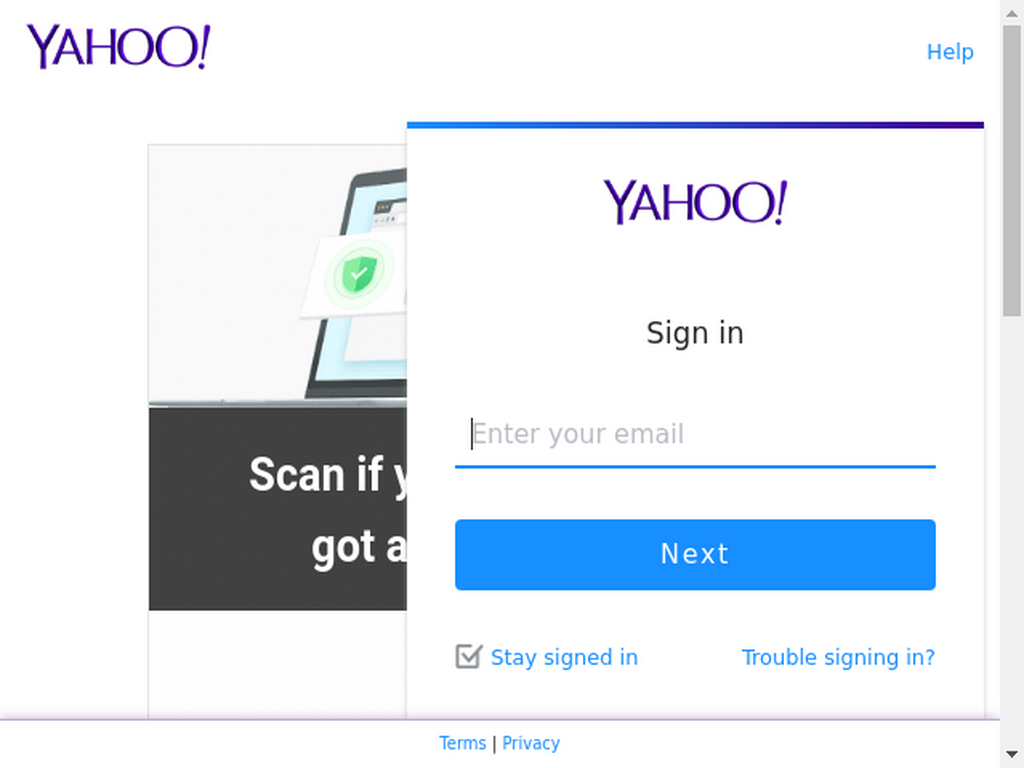 YAHOO!
Help
YAHOO!
Sign in
Enter your email
Next
Stay signed in
Trouble signing in?
Scan if
got a
Terms | Privacy